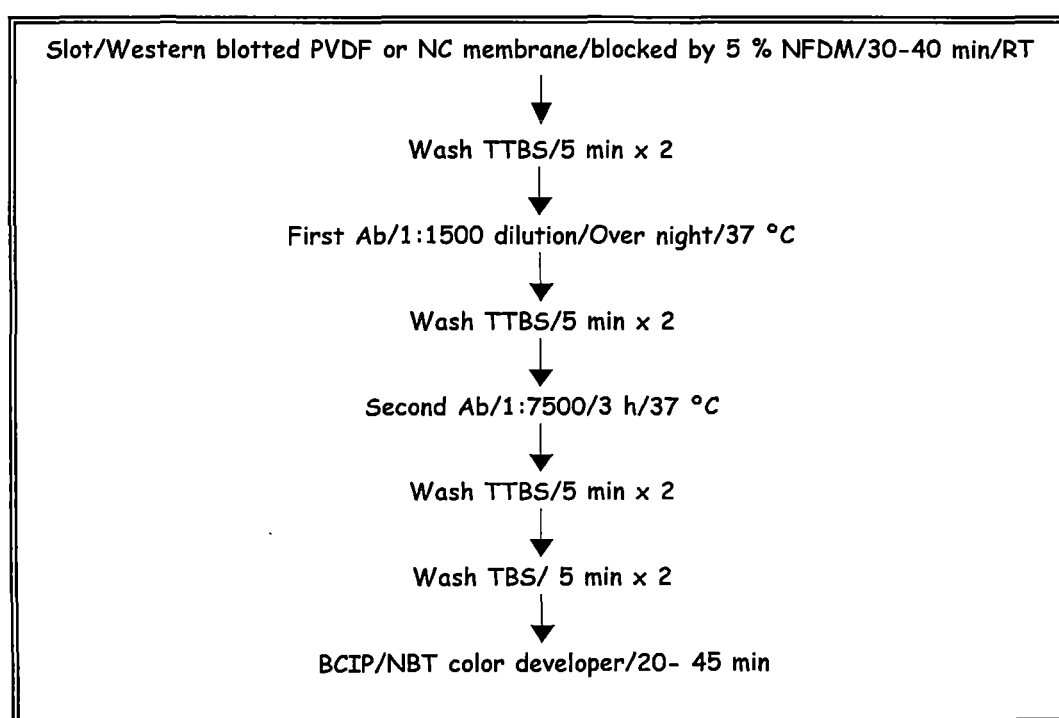 Slot/Western blotted PVDF or NC membrane/blocked by 5 % NFDM/30-40 min/RT
Wash TTBS/5 min x 2
First Ab/1:1500 dilution/Over night/37 °C
Wash TTBS/5 min x 2
Second Ab/1:7500/3 h/37 °C
Wash TTBS/5 min x 2
Wash TBS/ 5 min x 2
BCIP/NBT color developer/20- 45 min